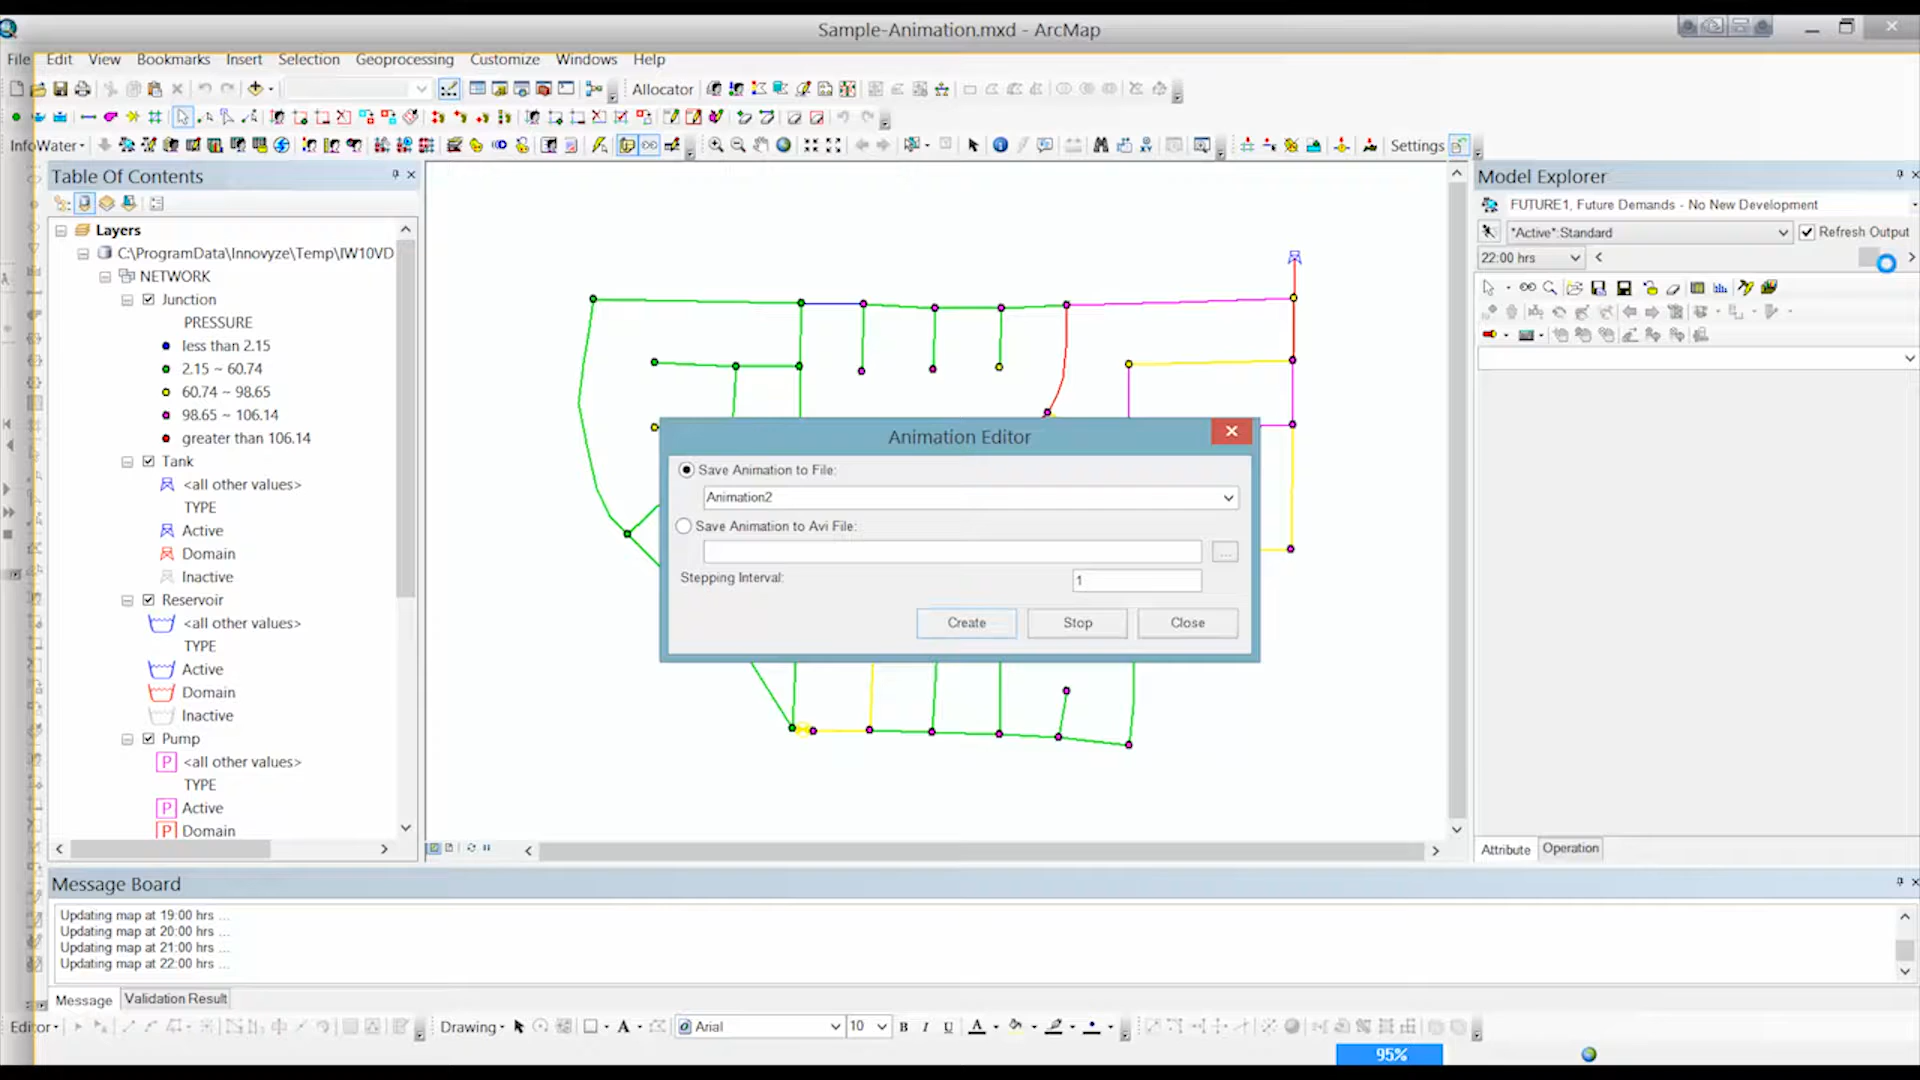 Sample-Animation.mxd - ArcMap
File Edit View Bookmarks Insert Selection Geoprocessing Customize Windows Help
Allocator
InfoWater
Settings
Table Of Contents
Layers
C:\ProgramData\Innovyze\Temp\IW10VD
NETWORK
Junction
PRESSURE
less than 2.15
2.15 ~ 60.74
60.74 ~ 98.65
98.65 ~ 106.14
greater than 106.14
Tank
<all other values>
TYPE
Active
Domain
Inactive
Reservoir
<all other values>
TYPE
Active
Domain
Inactive
Pump
P <all other values>
TYPE
P Active
P Domain
Animation Editor
Save Animation to File:
Animation2
Save Animation to Avi File:
...
Stepping Interval: 1
Create Stop Close
Model Explorer
FUTURE1, Future Demands - No New Development
*Active*:Standard Refresh Output
22:00 hrs
Attribute Operation
Message Board
Updating map at 19:00 hrs ...
Updating map at 20:00 hrs ...
Updating map at 21:00 hrs ...
Updating map at 22:00 hrs ...
Message Validation Result
Editor Drawing A Arial 10 B I U A
95%